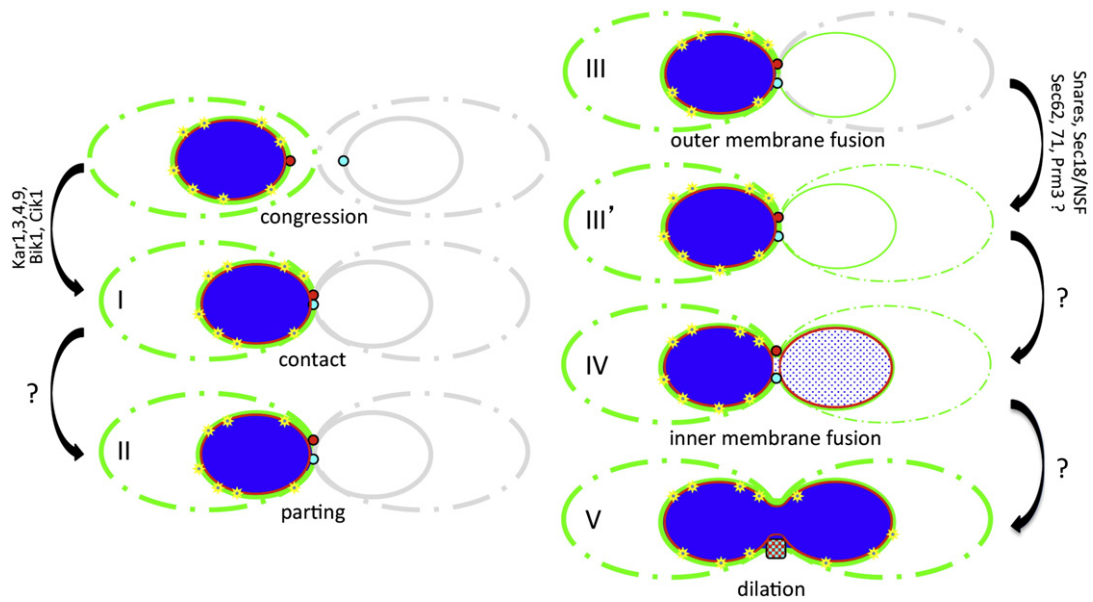 congression
Kar1,3,4,9,
Bik1, Cik1
I
contact
?
II
parting
III
outer membrane fusion
Snares, Sec18/NSF
Sec62, 71, Prm3 ?
III’
?
IV
inner membrane fusion
?
V
dilation